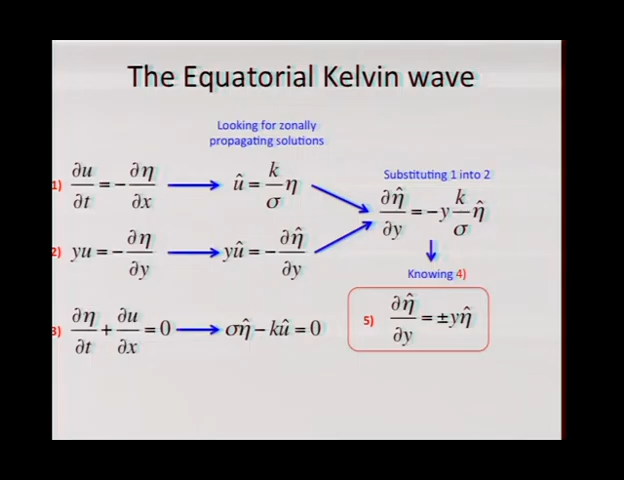 The Equatorial Kelvin wave
Looking for zonally
propagating solutions
1) ∂u/∂t = −∂η/∂x → û = k/σ η
Substituting 1 into 2
∂η̂/∂y = −y k/σ η̂
2) yu = −∂η/∂y → yû = −∂η̂/∂y
Knowing 4)
3) ∂η/∂t + ∂u/∂x = 0 → ση̂ − kû = 0
5) ∂η̂/∂y = ±yη̂